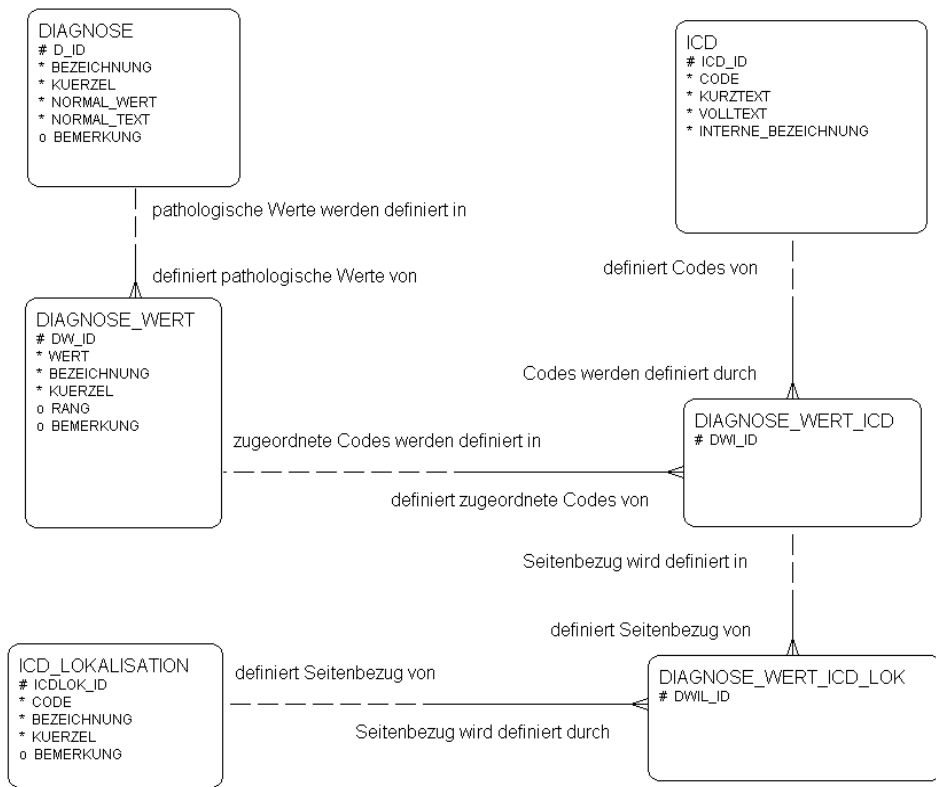 DIAGNOSE
# D_ID
* BEZEICHNUNG
* KUERZEL
* NORMAL_WERT
* NORMAL_TEXT
o BEMERKUNG
ICD
# ICD_ID
* CODE
* KURZTEXT
* VOLLTEXT
* INTERNE_BEZEICHNUNG
pathologische Werte werden definiert in
definiert pathologische Werte von
definiert Codes von
Codes werden definiert durch
DIAGNOSE_WERT
# DW_ID
* WERT
* BEZEICHNUNG
* KUERZEL
o RANG
o BEMERKUNG
zugeordnete Codes werden definiert in
definiert zugeordnete Codes von
DIAGNOSE_WERT_ICD
# DWI_ID
Seitenbezug wird definiert in
definiert Seitenbezug von
ICD_LOKALISATION
# ICDLOK_ID
* CODE
* BEZEICHNUNG
* KUERZEL
o BEMERKUNG
definiert Seitenbezug von
Seitenbezug wird definiert durch
DIAGNOSE_WERT_ICD_LOK
# DWIL_ID